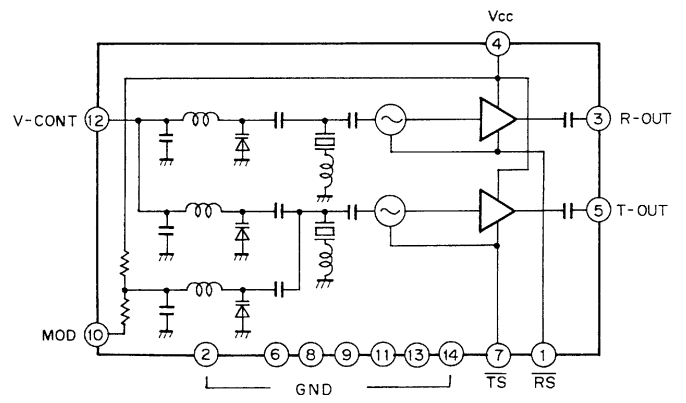 Vcc
4
V-CONT 12
3 R-OUT
5 T-OUT
MOD 10
2 6 8 9 11 13 14 7 1
GND
TS RS